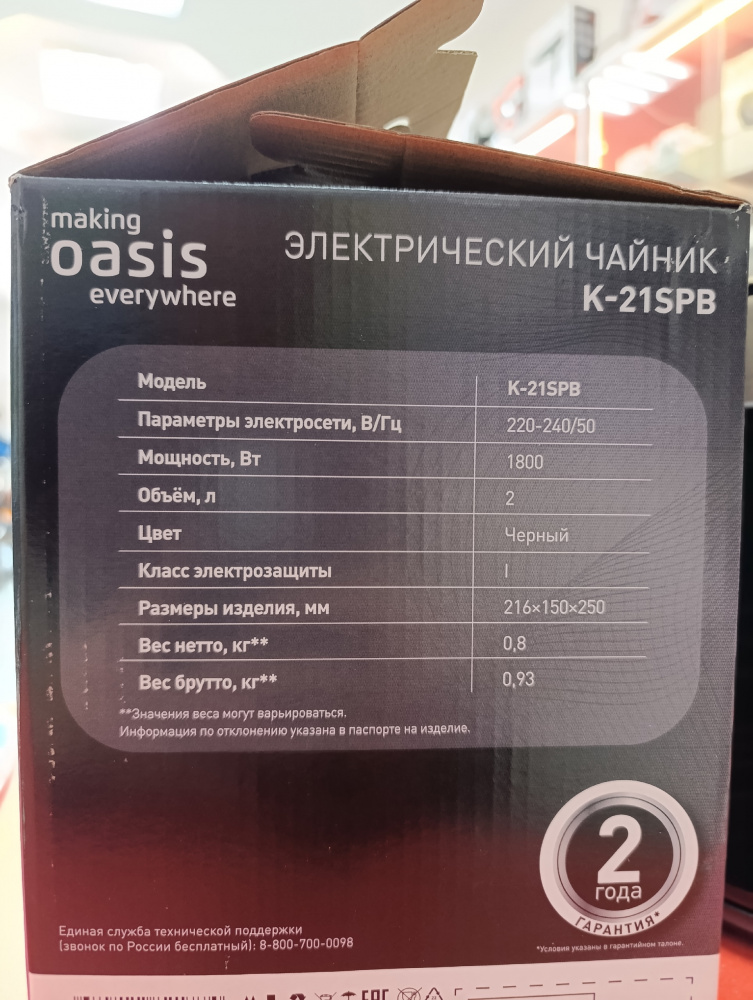 making
oasis
everywhere
ЭЛЕКТРИЧЕСКИЙ ЧАЙНИК
K-21SPB
Модель K-21SPB
Параметры электросети, В/Гц 220-240/50
Мощность, Вт 1800
Объём, л 2
Цвет Черный
Класс электрозащиты I
Размеры изделия, мм 216×150×250
Вес нетто, кг** 0,8
Вес брутто, кг** 0,93
**Значения веса могут варьироваться.
Информация по отклонению указана в паспорте на изделие.
2
года
ГАРАНТИЯ*
*Условия указаны в гарантийном талоне.
Единая служба технической поддержки
(звонок по России бесплатный): 8-800-700-0098
EAC